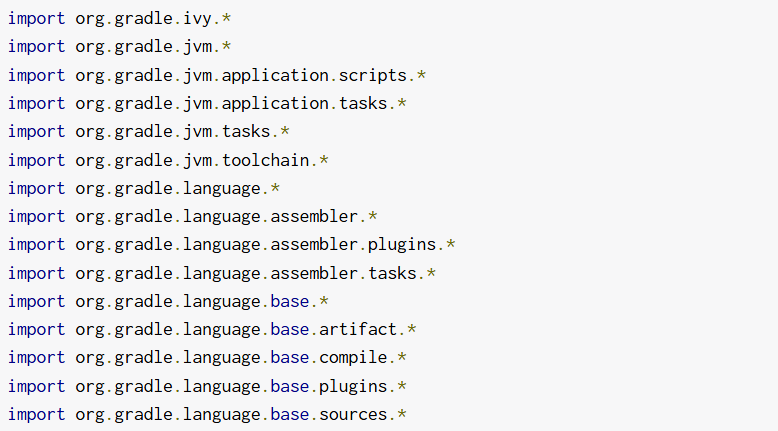 import org.gradle.ivy.*
import org.gradle.jvm.*
import org.gradle.jvm.application.scripts.*
import org.gradle.jvm.application.tasks.*
import org.gradle.jvm.tasks.*
import org.gradle.jvm.toolchain.*
import org.gradle.language.*
import org.gradle.language.assembler.*
import org.gradle.language.assembler.plugins.*
import org.gradle.language.assembler.tasks.*
import org.gradle.language.base.*
import org.gradle.language.base.artifact.*
import org.gradle.language.base.compile.*
import org.gradle.language.base.plugins.*
import org.gradle.language.base.sources.*